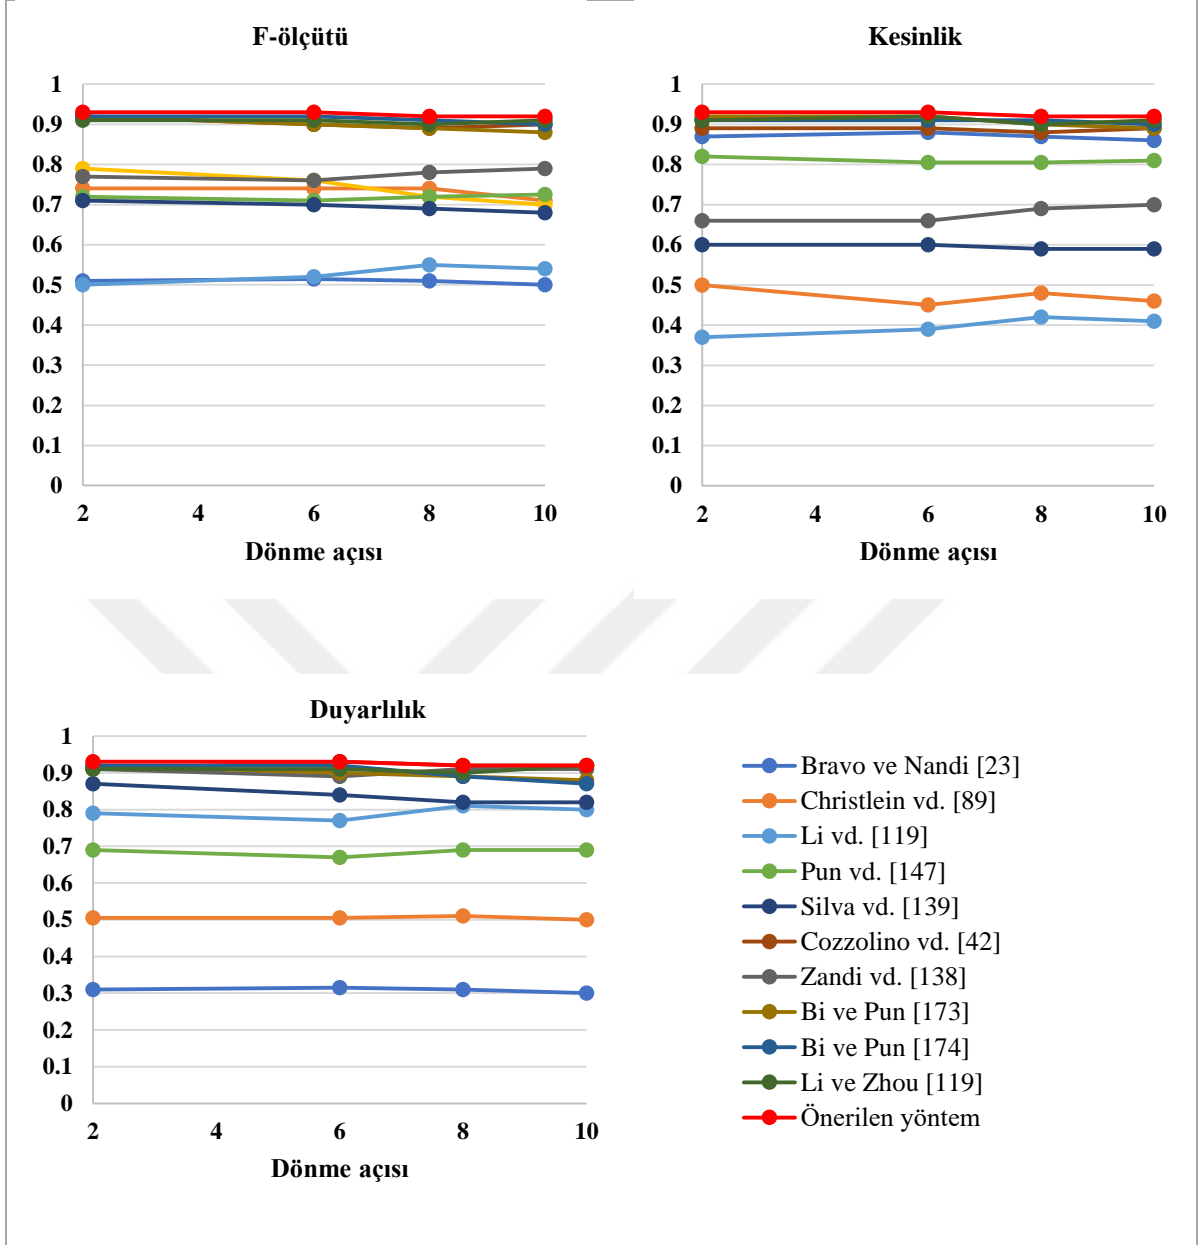 F-ölçütü
1
0.9
0.8
0.7
0.6
0.5
0.4
0.3
0.2
0.1
0
2 4 6 8 10
Dönme açısı
Kesinlik
1
0.9
0.8
0.7
0.6
0.5
0.4
0.3
0.2
0.1
0
2 4 6 8 10
Dönme açısı
Duyarlılık
1
0.9
0.8
0.7
0.6
0.5
0.4
0.3
0.2
0.1
0
2 4 6 8 10
Dönme açısı
Bravo ve Nandi [23]
Christlein vd. [89]
Li vd. [119]
Pun vd. [147]
Silva vd. [139]
Cozzolino vd. [42]
Zandi vd. [138]
Bi ve Pun [173]
Bi ve Pun [174]
Li ve Zhou [119]
Önerilen yöntem